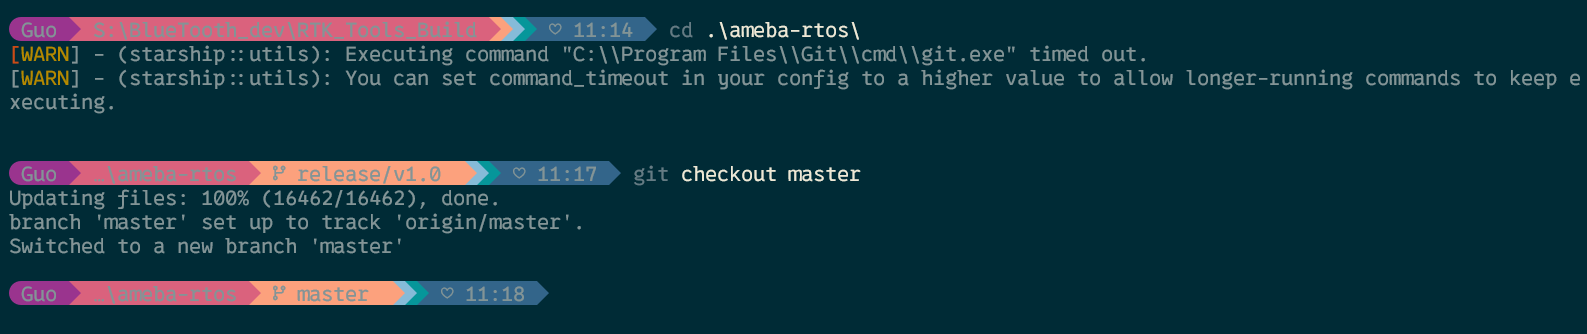 Guo S:\BlueTooth_dev\RTK_Tools_Build ♡ 11:14 cd .\ameba-rtos\
[WARN] - (starship::utils): Executing command "C:\\Program Files\\Git\\cmd\\git.exe" timed out.
[WARN] - (starship::utils): You can set command_timeout in your config to a higher value to allow longer-running commands to keep e
xecuting.
Guo …\ameba-rtos release/v1.0 ♡ 11:17 git checkout master
Updating files: 100% (16462/16462), done.
branch 'master' set up to track 'origin/master'.
Switched to a new branch 'master'
Guo …\ameba-rtos master ♡ 11:18